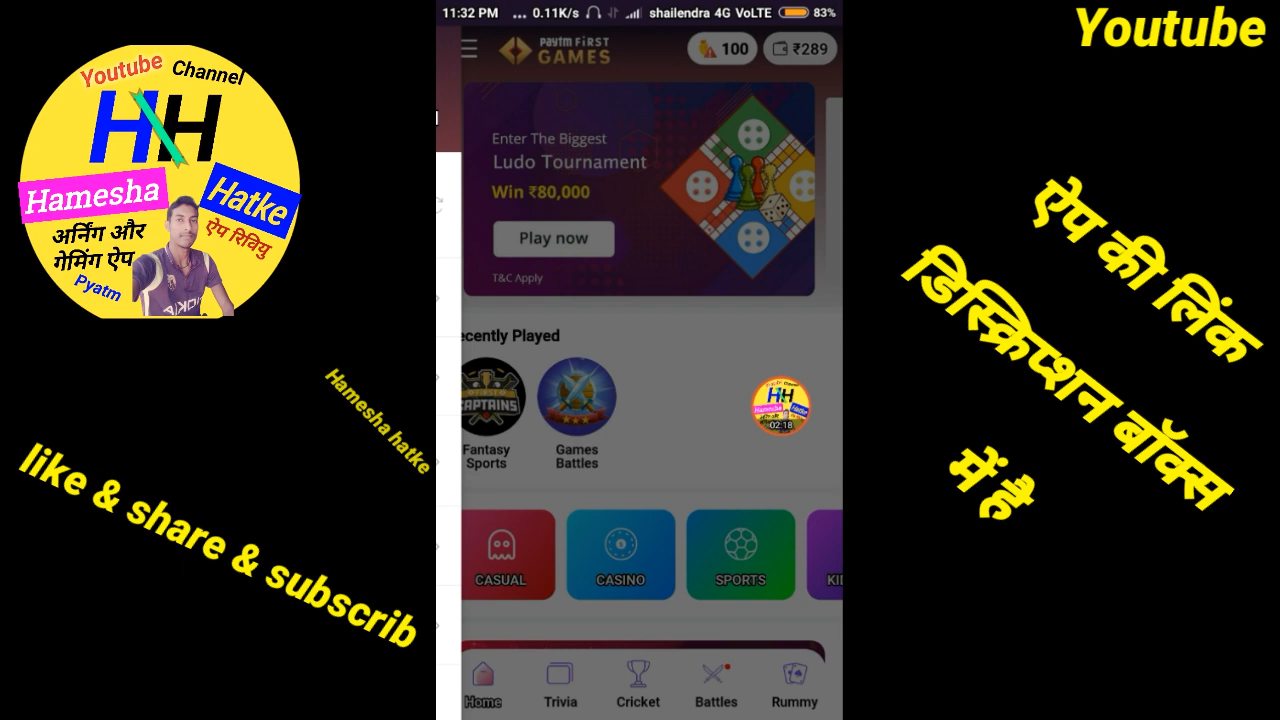 Youtube Channel
HH
Hamesha
Hatke
अर्निंग और
गेमिंग ऐप
ऐप रिवियु
Pyatm
Hamesha hatke
like & share & subscrib
11:32 PM ... 0.11K/s shailendra 4G VoLTE 83%
PAYTM FIRST
GAMES
100
₹289
Enter The Biggest
Ludo Tournament
Win ₹80,000
Play now
T&C Apply
ecently Played
CAPTAINS
Fantasy
Sports
Games
Battles
HH
02:18
CASUAL
CASINO
SPORTS
KI
Home
Trivia
Cricket
Battles
Rummy
Youtube
ऐप की लिंक
डिस्क्रिप्शन बॉक्स
में है